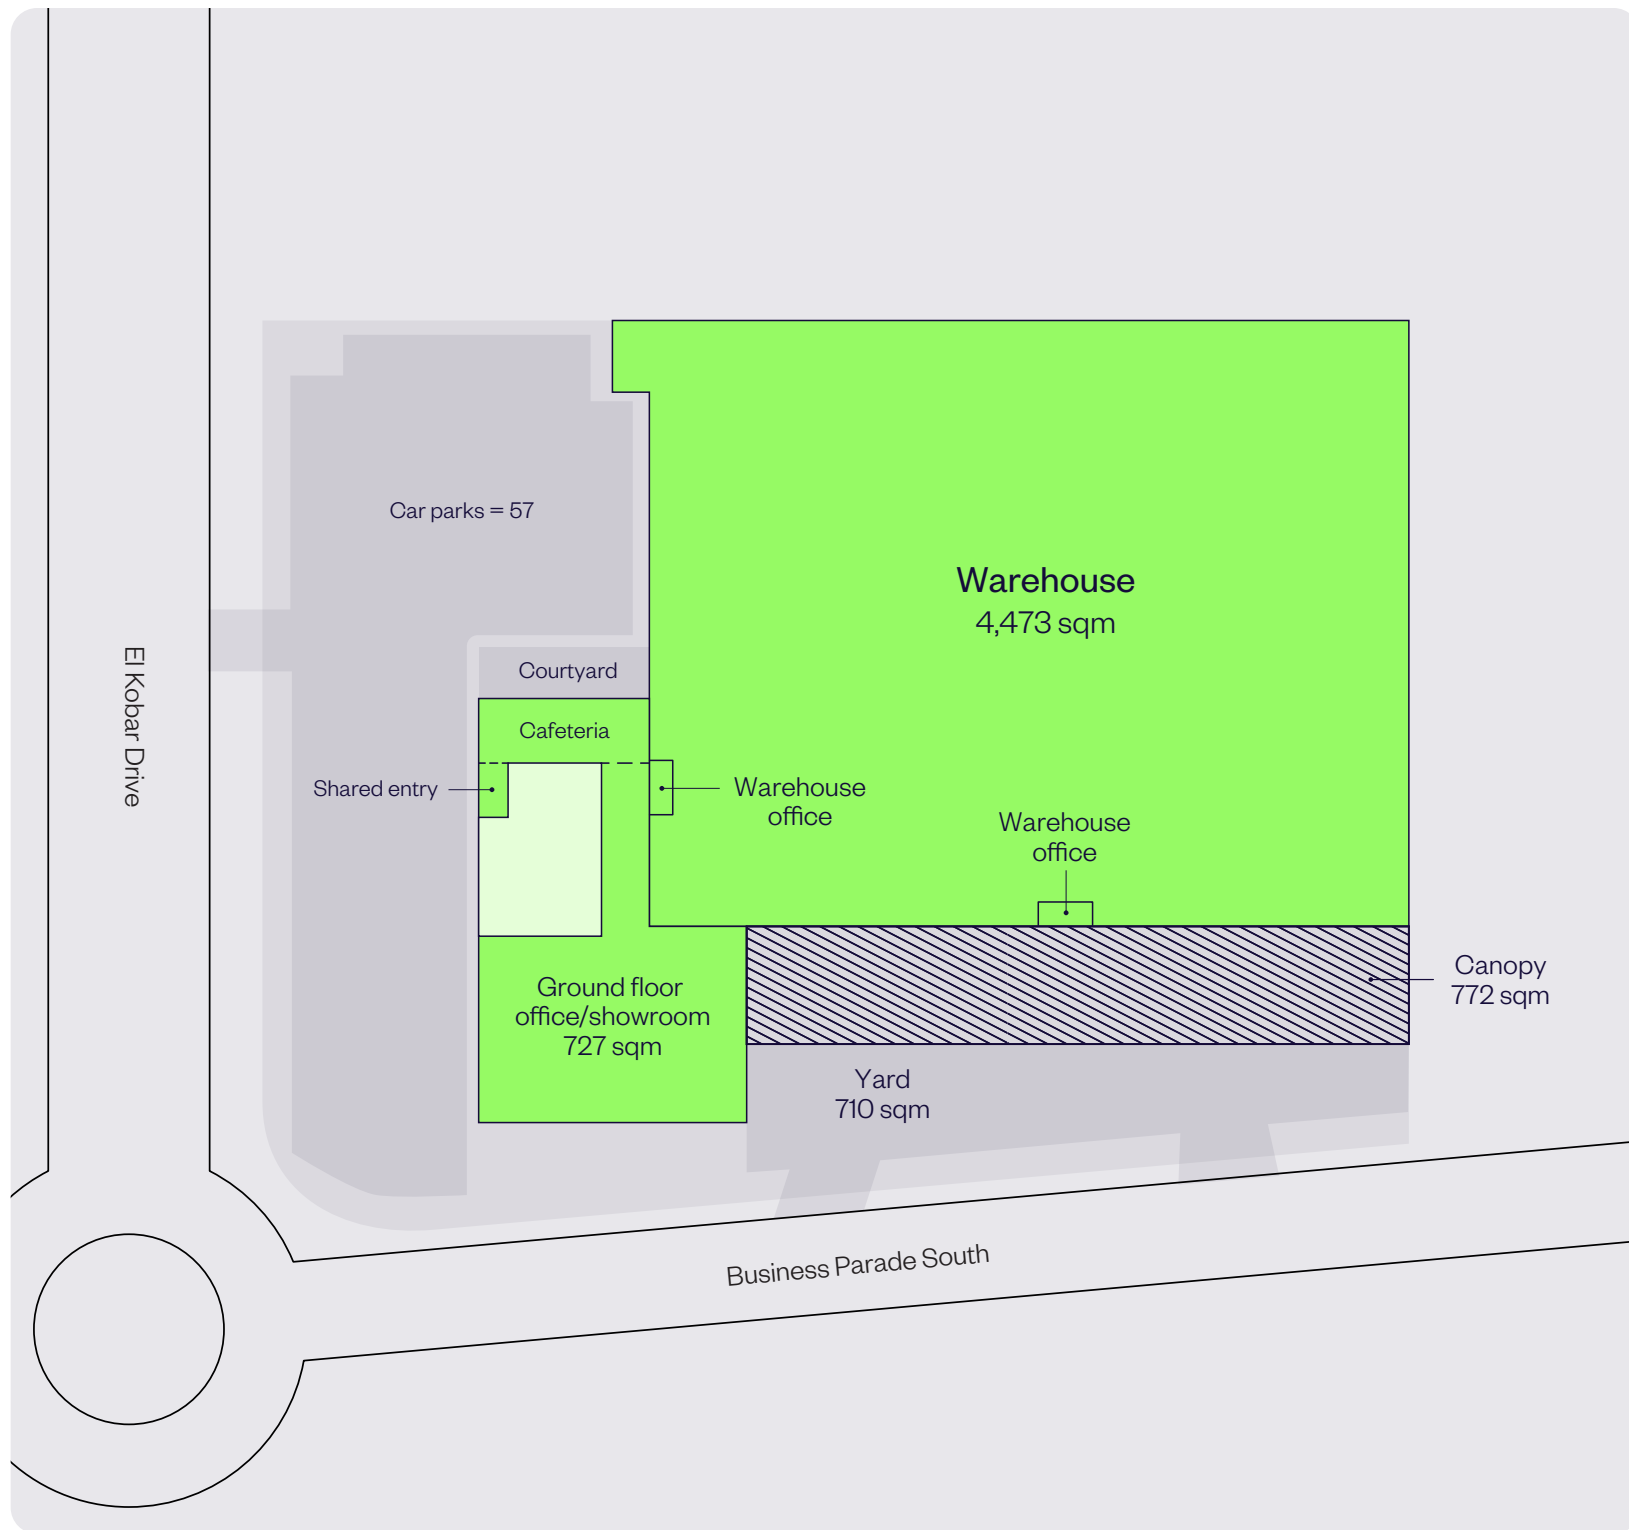 Car parks = 57
Warehouse
4,473 sqm
El Kobar Drive
Courtyard
Cafeteria
Shared entry
Warehouse
office
Warehouse
office
Canopy
772 sqm
Ground floor
office/showroom
727 sqm
Yard
710 sqm
Business Parade South